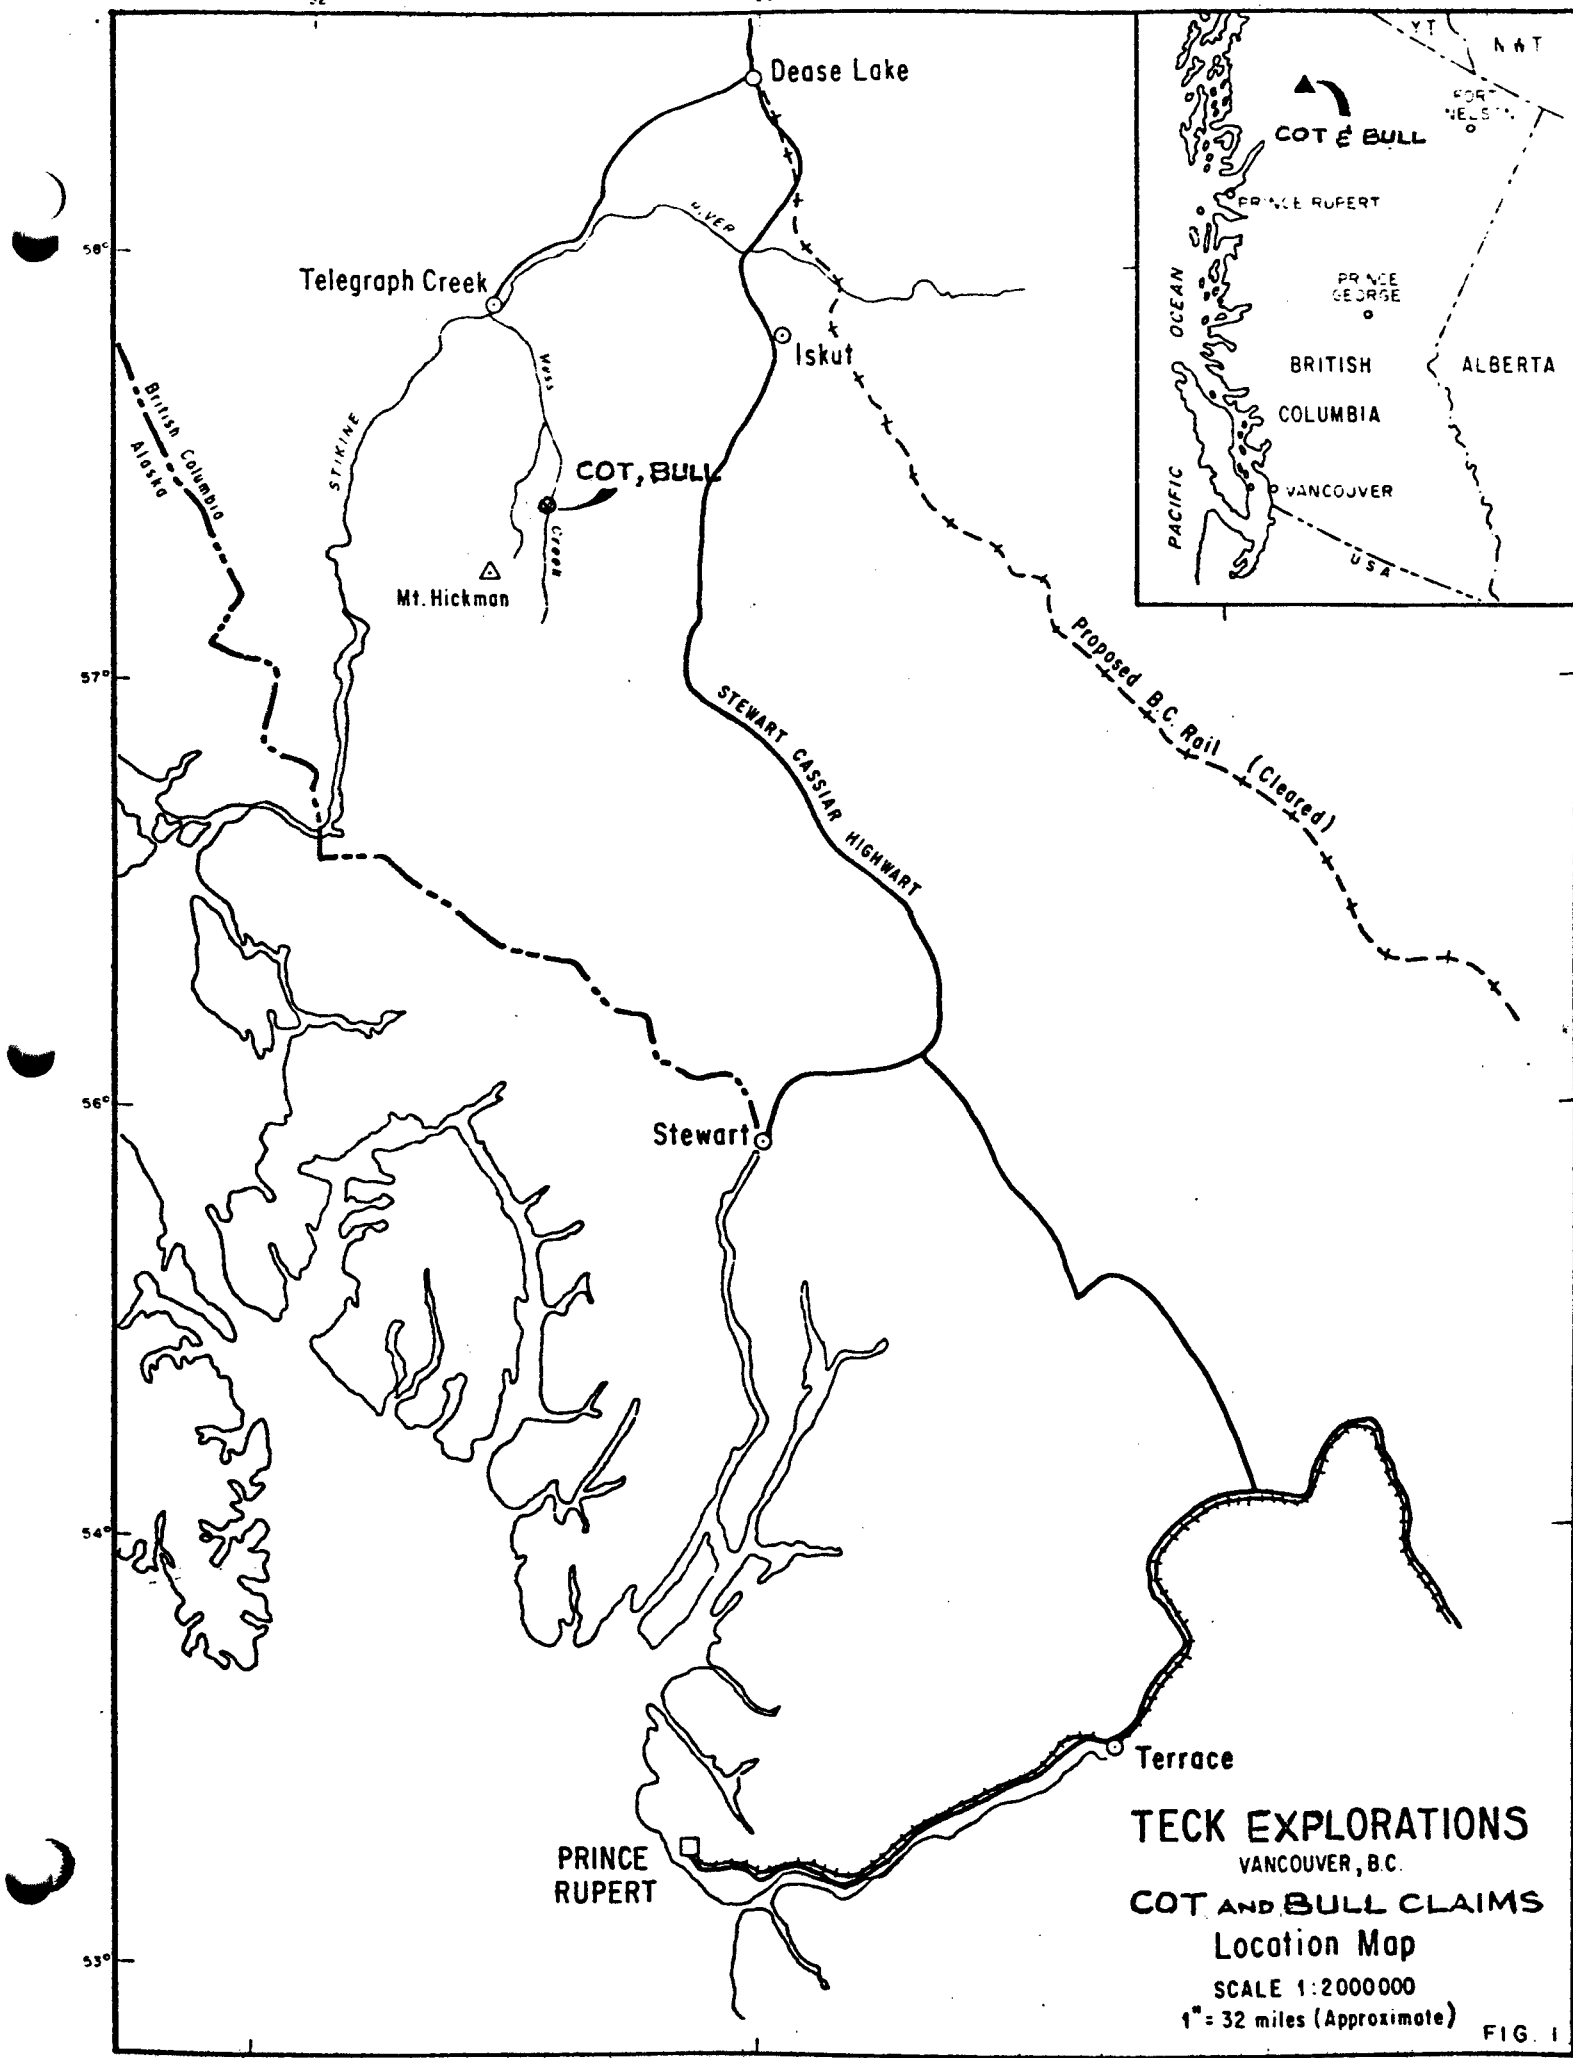 Dease Lake
58°
RIVER
Telegraph Creek
Iskut
Hess
British Columbia
Alaska
STIKINE
COT, BULL
Creek
Mt. Hickman
57°
STEWART CASSIAR HIGHWART
Proposed B.C. Rail (Cleared)
56°
Stewart
54°
Terrace
PRINCE
RUPERT
53°
YT
NWT
FORT
NELSON
COT & BULL
PRINCE RUPERT
PRINCE
GEORGE
PACIFIC OCEAN
BRITISH
COLUMBIA
ALBERTA
VANCOUVER
USA
TECK EXPLORATIONS
VANCOUVER, B.C.
COT AND BULL CLAIMS
Location Map
SCALE 1:2000000
1" = 32 miles (Approximate)
FIG. 1